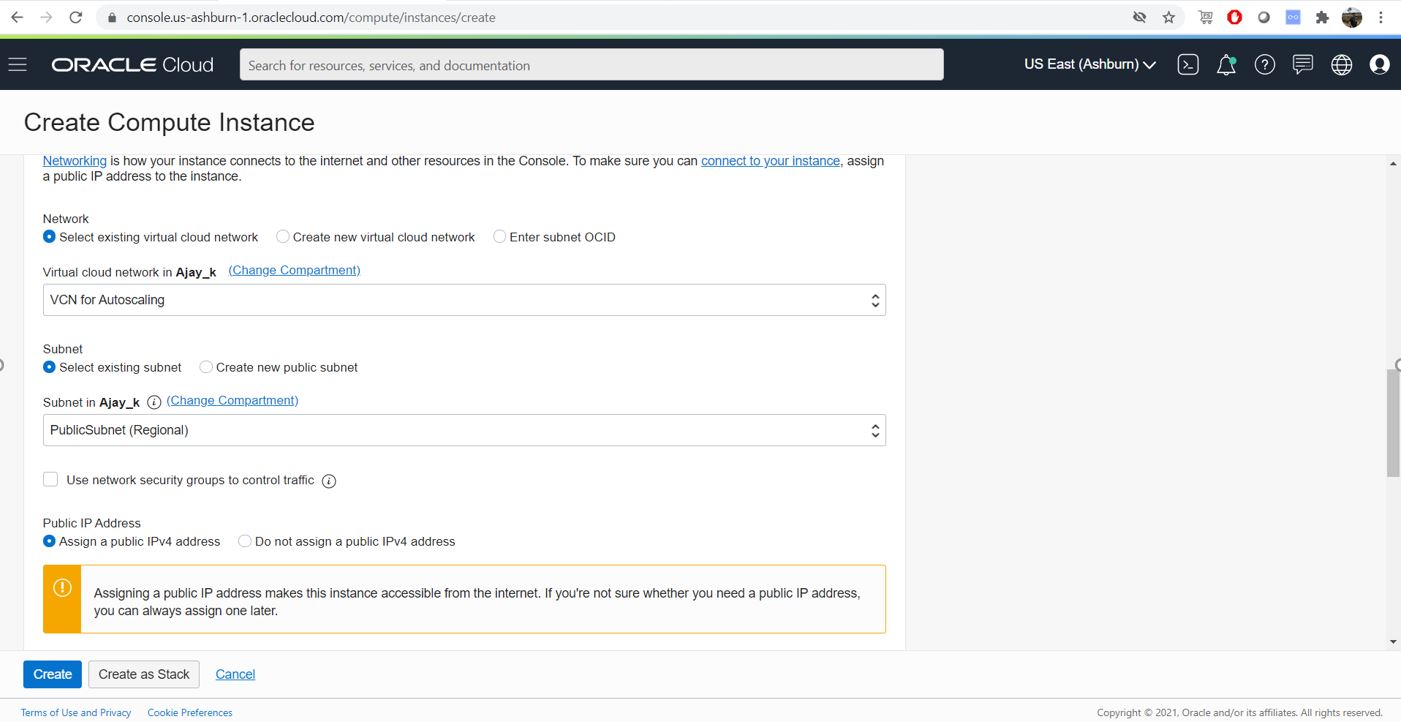 console.us-ashburn-1.oraclecloud.com/compute/instances/create
ORACLE Cloud
Search for resources, services, and documentation
US East (Ashburn)
Create Compute Instance
Networking is how your instance connects to the internet and other resources in the Console. To make sure you can connect to your instance, assign
a public IP address to the instance.
Network
Select existing virtual cloud network
Create new virtual cloud network
Enter subnet OCID
Virtual cloud network in Ajay_k (Change Compartment)
VCN for Autoscaling
Subnet
Select existing subnet
Create new public subnet
Subnet in Ajay_k (Change Compartment)
PublicSubnet (Regional)
Use network security groups to control traffic
Public IP Address
Assign a public IPv4 address
Do not assign a public IPv4 address
Assigning a public IP address makes this instance accessible from the internet. If you're not sure whether you need a public IP address,
you can always assign one later.
Create
Create as Stack
Cancel
Terms of Use and Privacy
Cookie Preferences
Copyright © 2021, Oracle and/or its affiliates. All rights reserved.